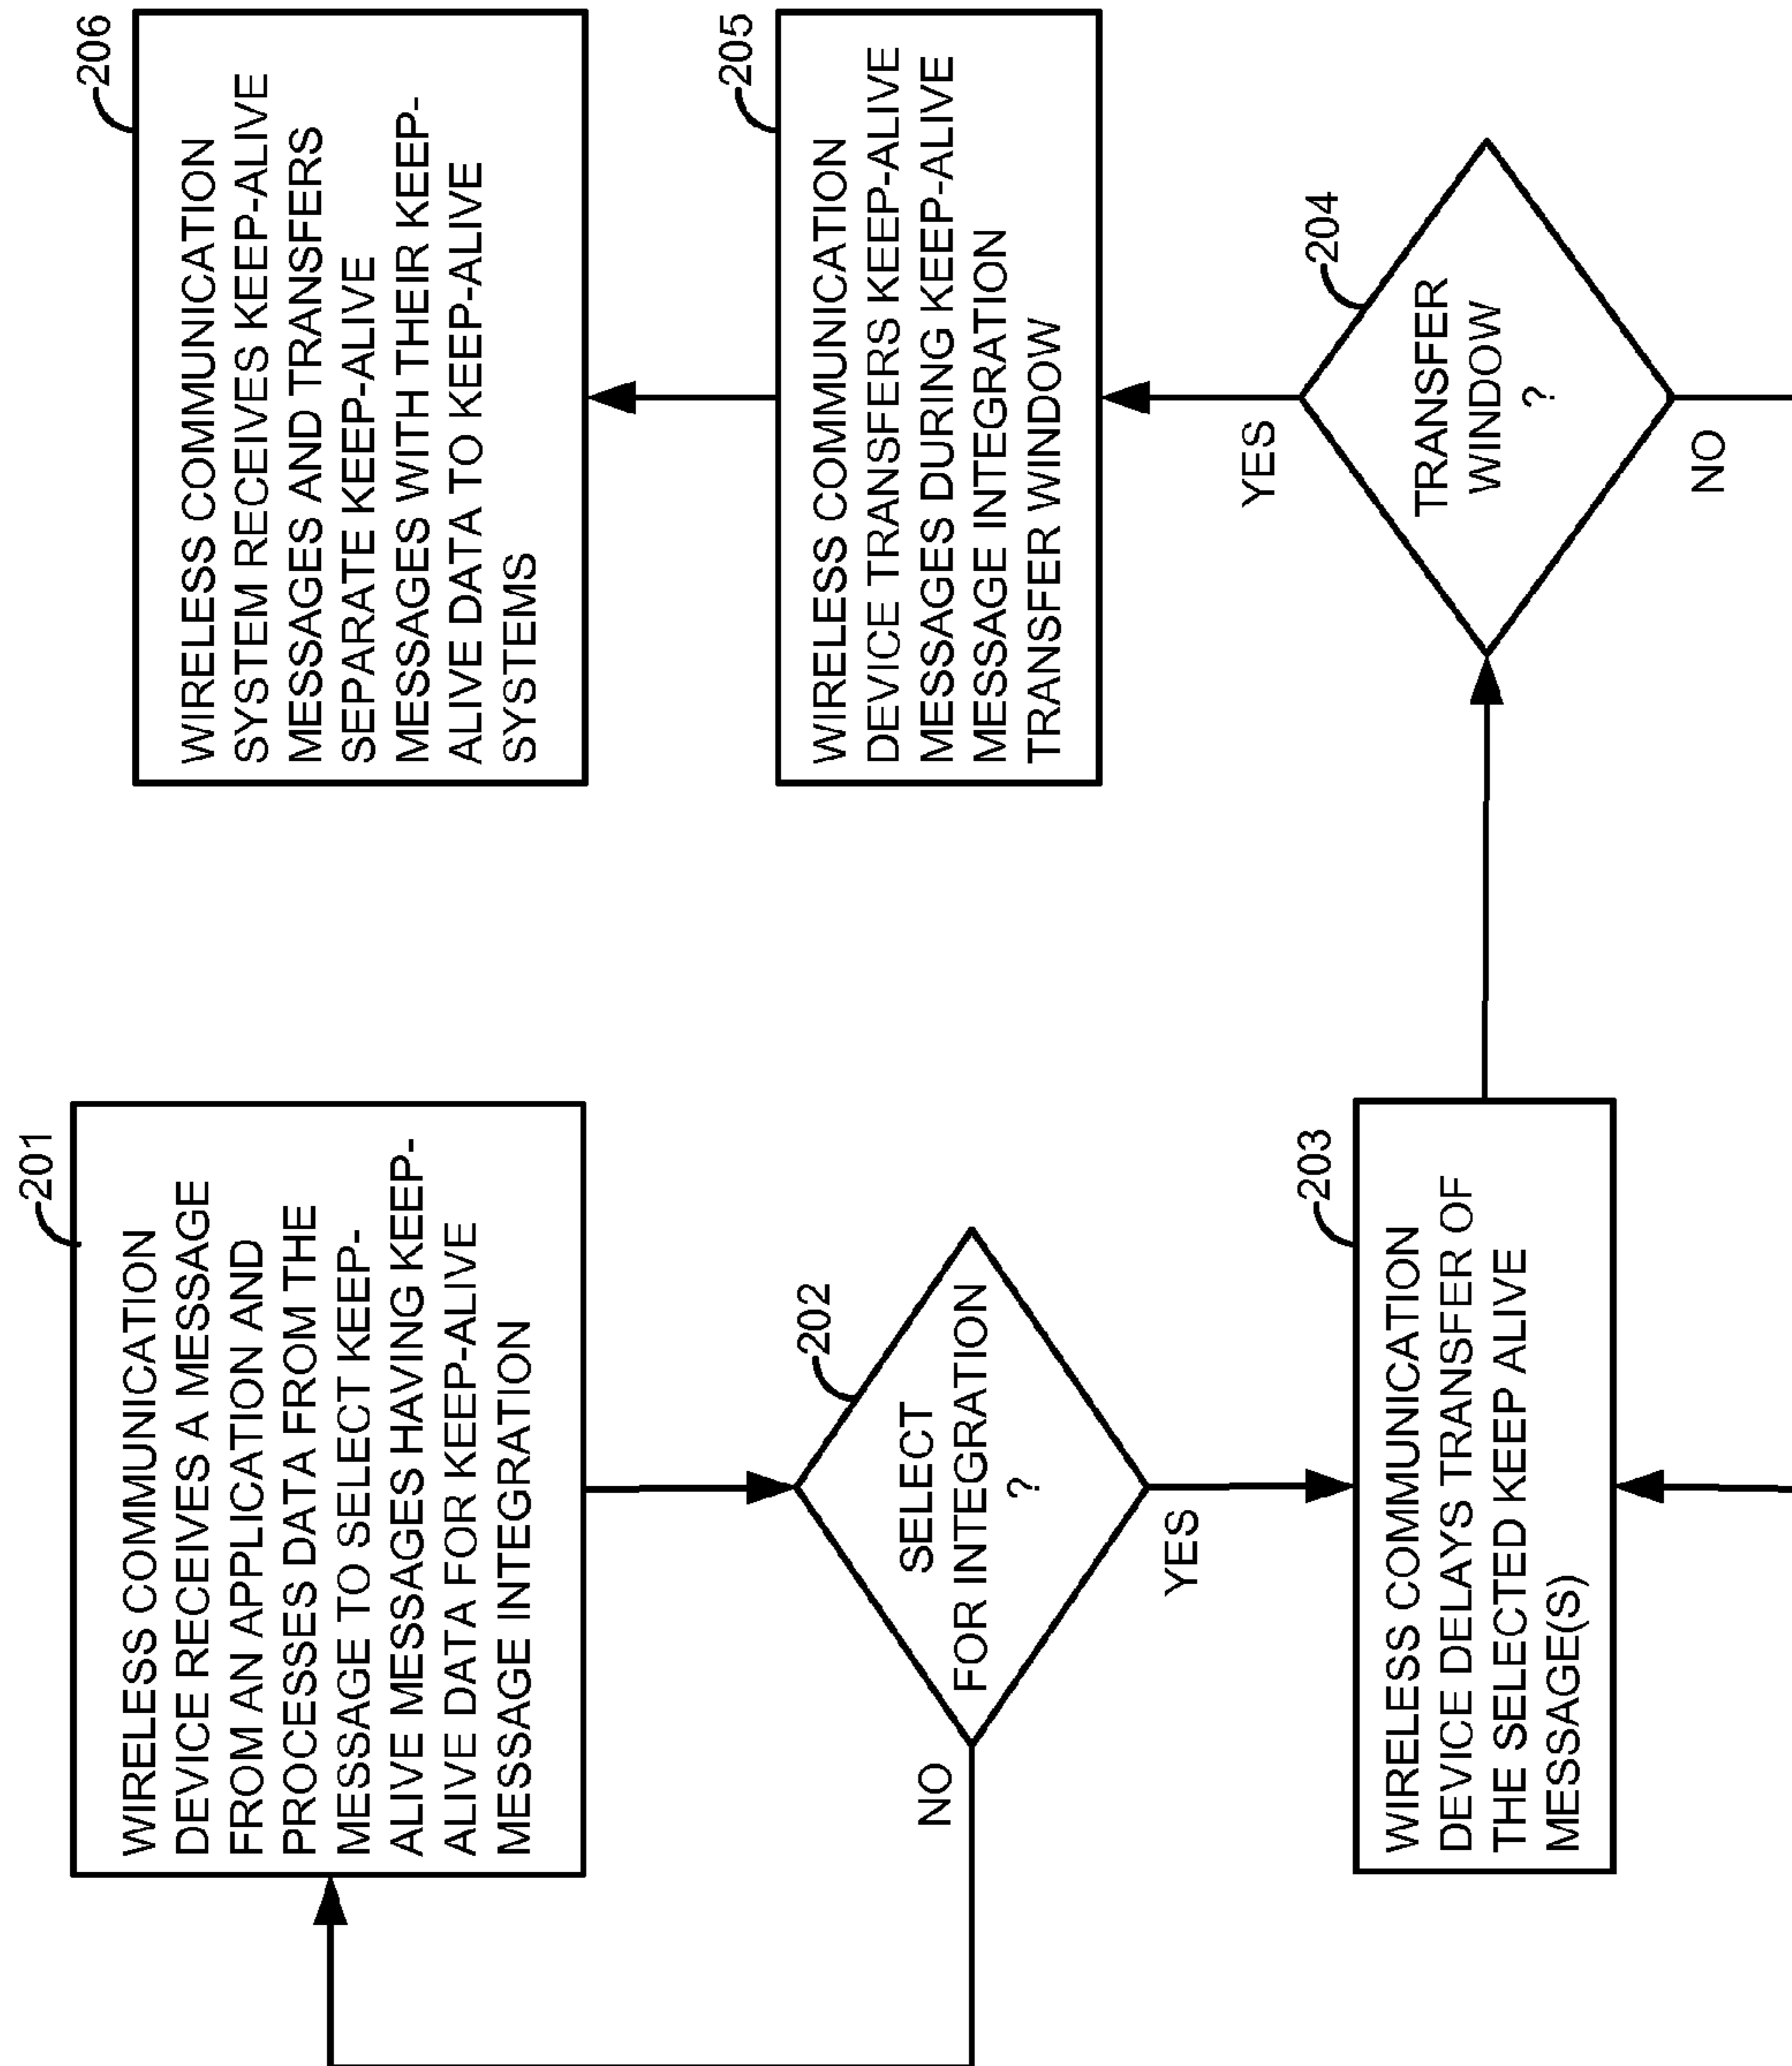 201
WIRELESS COMMUNICATION
DEVICE RECEIVES A MESSAGE
FROM AN APPLICATION AND
PROCESSES DATA FROM THE
MESSAGE TO SELECT KEEP-
ALIVE MESSAGES HAVING KEEP-
ALIVE DATA FOR KEEP-ALIVE
MESSAGE INTEGRATION
202
SELECT
FOR INTEGRATION
?
NO
YES
203
WIRELESS COMMUNICATION
DEVICE DELAYS TRANSFER OF
THE SELECTED KEEP ALIVE
MESSAGE(S)
204
TRANSFER
WINDOW
?
YES
NO
205
WIRELESS COMMUNICATION
DEVICE TRANSFERS KEEP-ALIVE
MESSAGES DURING KEEP-ALIVE
MESSAGE INTEGRATION
TRANSFER WINDOW
206
WIRELESS COMMUNICATION
SYSTEM RECEIVES KEEP-ALIVE
MESSAGES AND TRANSFERS
SEPARATE KEEP-ALIVE
MESSAGES WITH THEIR KEEP-
ALIVE DATA TO KEEP-ALIVE
SYSTEMS